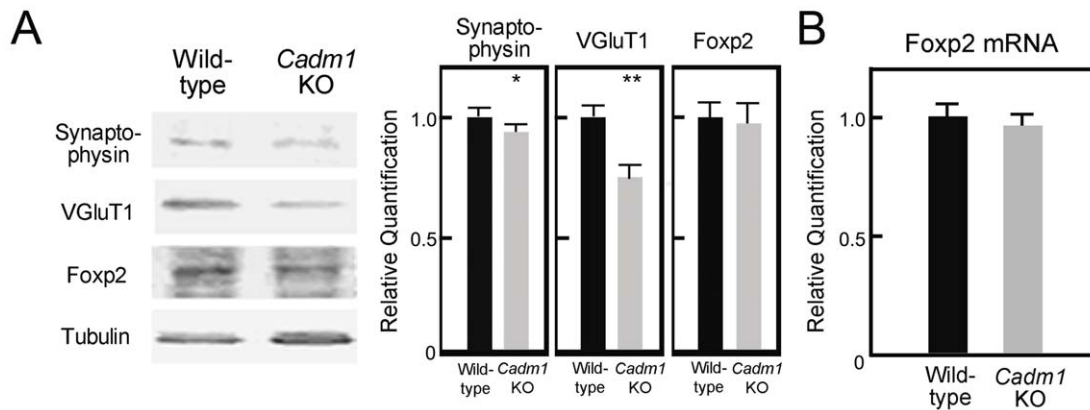 A
Wild-
type
Cadm1
KO
Synapto-
physin
VGluT1
Foxp2
Tubulin
Synapto-
physin
VGluT1
Foxp2
Relative Quantification
1.0
0.5
0
*
**
Wild-
type
Cadm1
KO
Wild-
type
Cadm1
KO
Wild-
type
Cadm1
KO
B
Foxp2 mRNA
Relative Quantification
1.0
0.5
0
Wild-
type
Cadm1
KO